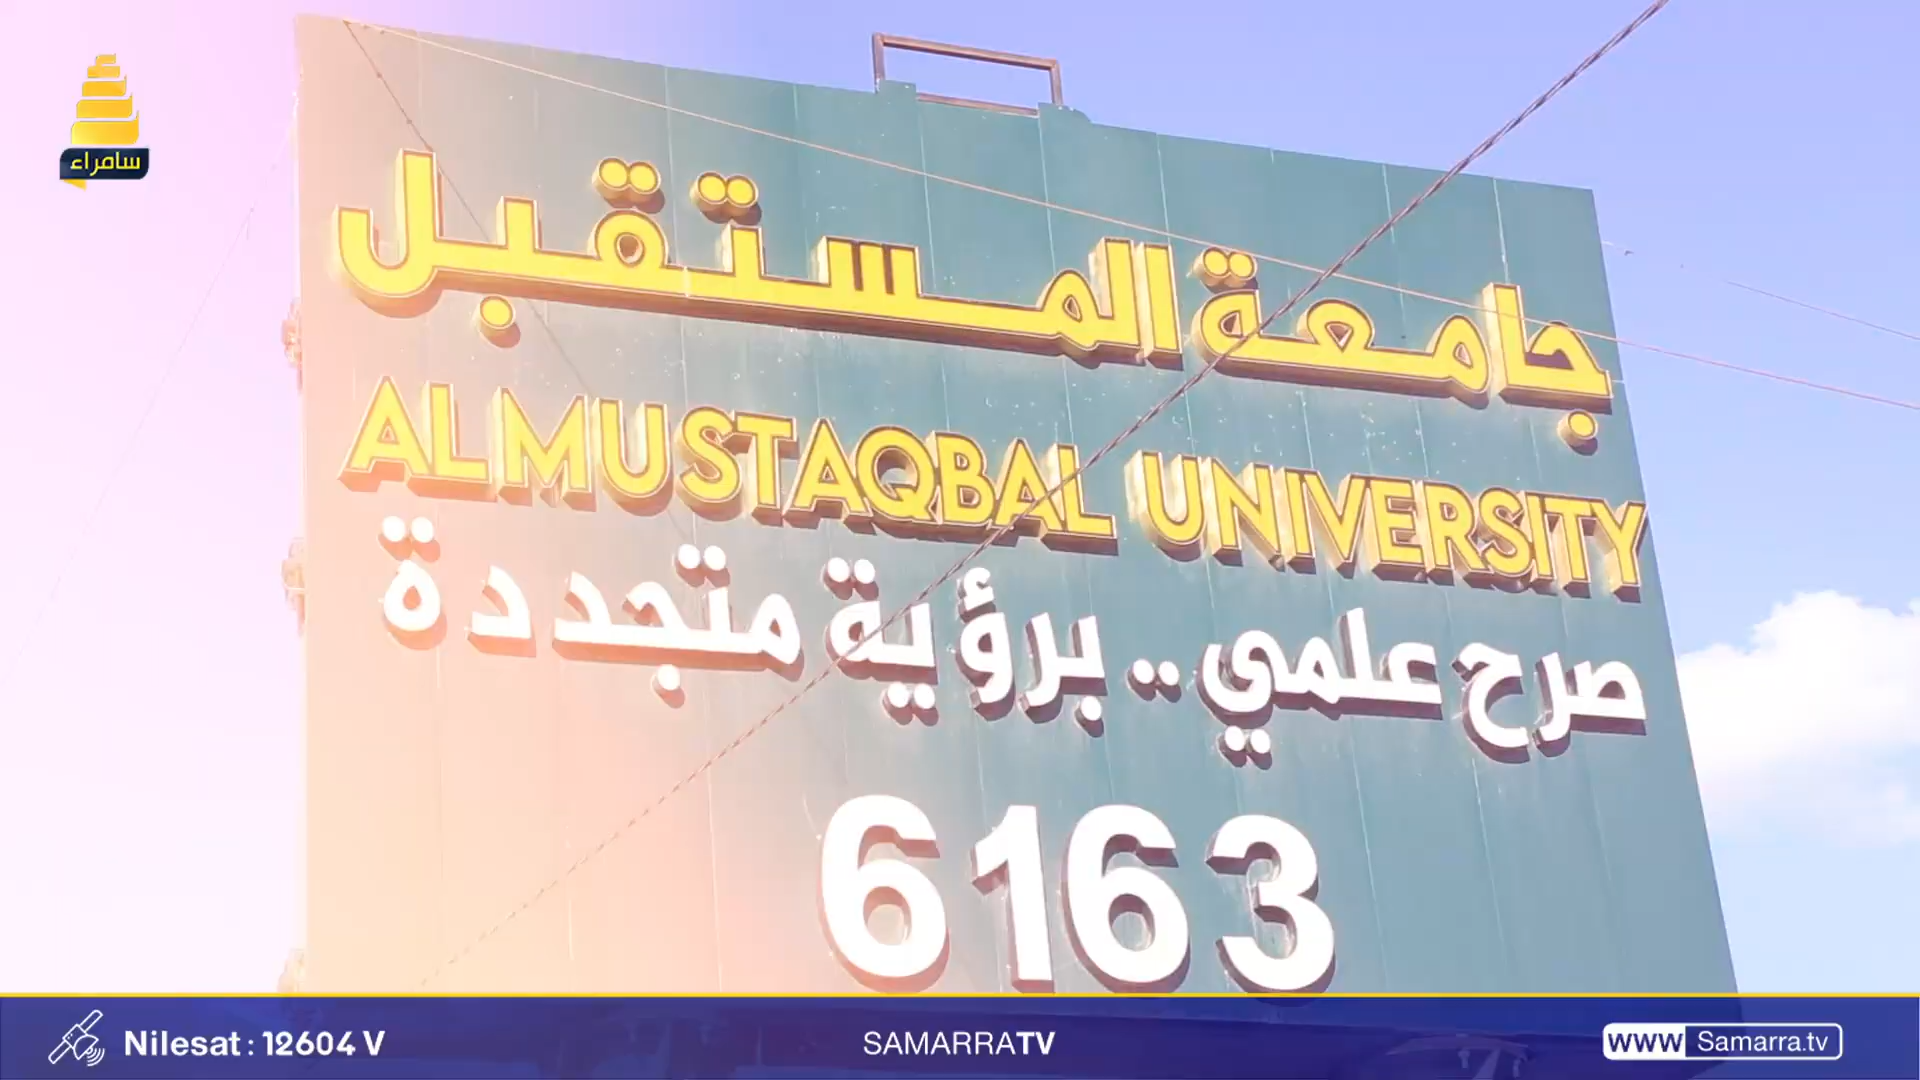 سامراء
جامعة المستقبل
ALMUSTAQBAL UNIVERSITY
صرح علمي .. برؤية متجددة
6163
Nilesat : 12604 V
SAMARRATV
www Samarra.tv